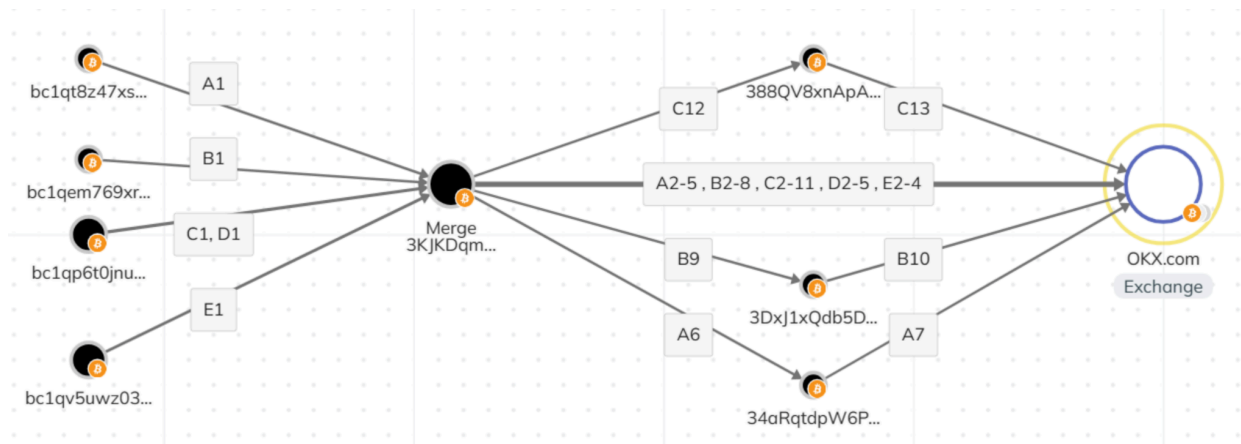 bc1qt8z47xs...
A1
bc1qem769xr...
B1
bc1qp6t0jnu...
C1, D1
bc1qv5uwz03...
E1
Merge
3KJKDqm...
C12
388QV8xnApA...
C13
A2-5 , B2-8 , C2-11 , D2-5 , E2-4
B9
3DxJ1xQdb5D...
B10
A6
34aRqtdpW6P...
A7
OKX.com
Exchange